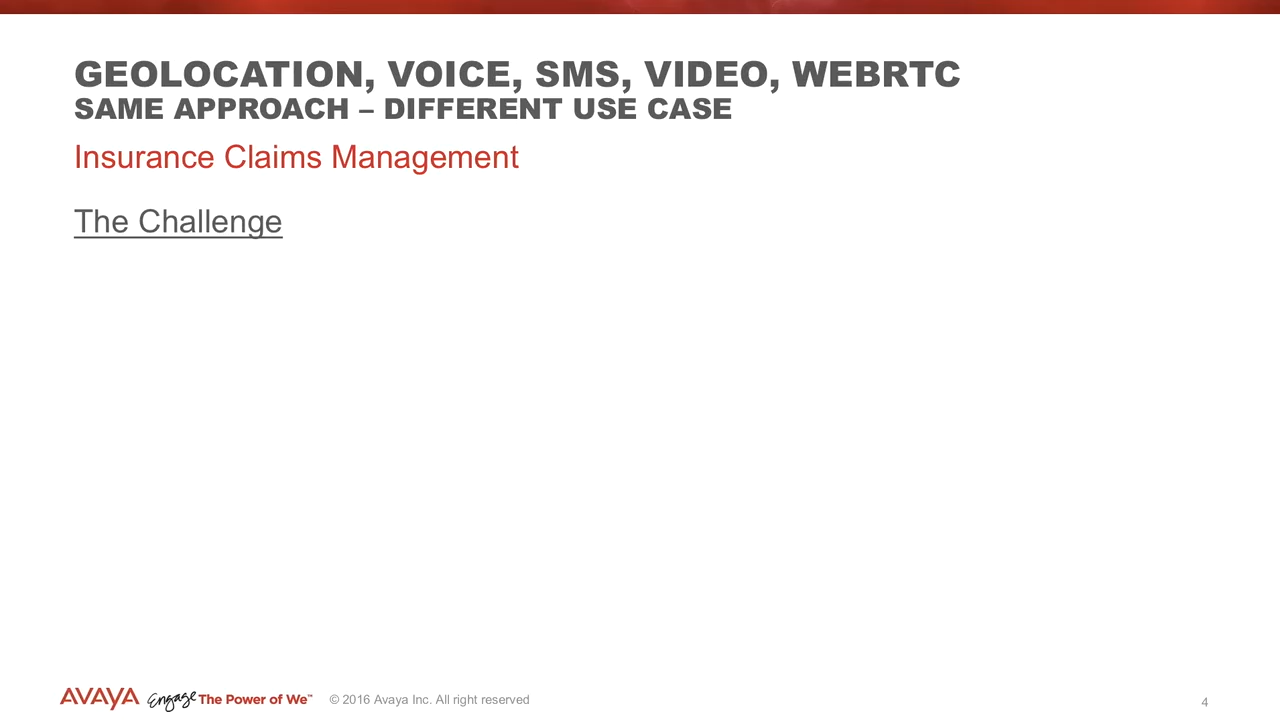 GEOLOCATION, VOICE, SMS, VIDEO, WEBRTC
SAME APPROACH – DIFFERENT USE CASE
Insurance Claims Management
The Challenge
AVAYA Engage The Power of We™ © 2016 Avaya Inc. All right reserved 4